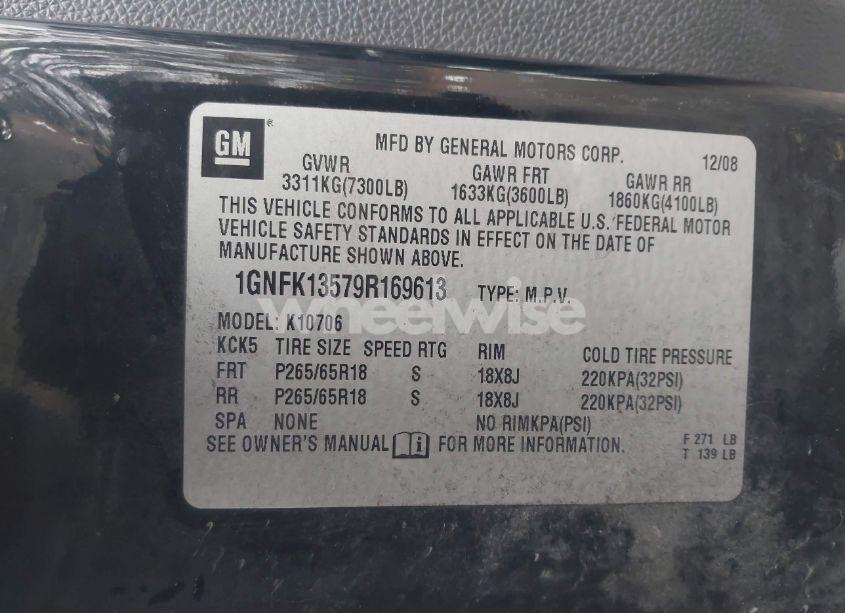 GM ®
MFD BY GENERAL MOTORS CORP. 12/08
GVWR GAWR FRT GAWR RR
3311KG(7300LB) 1633KG(3600LB) 1860KG(4100LB)
THIS VEHICLE CONFORMS TO ALL APPLICABLE U.S. FEDERAL MOTOR
VEHICLE SAFETY STANDARDS IN EFFECT ON THE DATE OF
MANUFACTURE SHOWN ABOVE.
1GNFK13579R169613 TYPE: M.P.V.
wheelwise
MODEL: K10706
KCK5 TIRE SIZE SPEED RTG RIM COLD TIRE PRESSURE
FRT P265/65R18 S 18X8J 220KPA(32PSI)
RR P265/65R18 S 18X8J 220KPA(32PSI)
SPA NONE NO RIMKPA(PSI)
SEE OWNER'S MANUAL i FOR MORE INFORMATION.
F 271 LB
T 139 LB